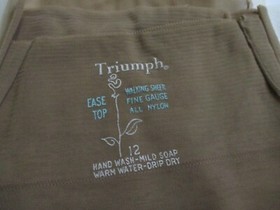 Triumph®
EASE
TOP
WALKING SHEER
FINE GAUGE
ALL NYLON
12
HAND WASH-MILD SOAP
WARM WATER-DRIP DRY